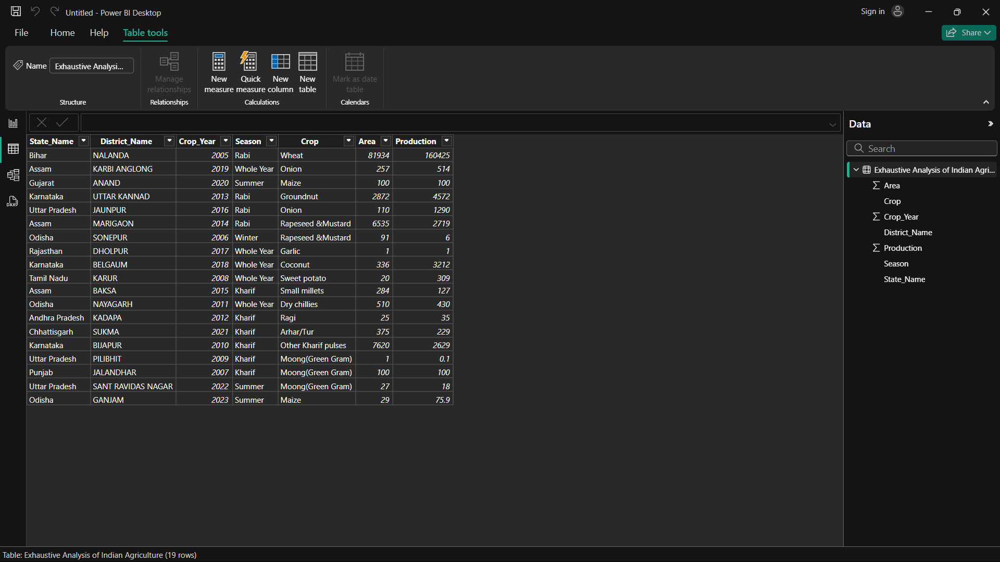 Untitled - Power BI Desktop
Sign in
File Home Help Table tools
Share
Name Exhaustive Analysi...
Manage relationships
New measure
Quick measure
New column
New table
Mark as date table
Structure Relationships Calculations Calendars
DAX
State_Name District_Name Crop_Year Season Crop Area Production
Bihar NALANDA 2005 Rabi Wheat 81934 160425
Assam KARBI ANGLONG 2019 Whole Year Onion 257 514
Gujarat ANAND 2020 Summer Maize 100 100
Karnataka UTTAR KANNAD 2013 Rabi Groundnut 2872 4572
Uttar Pradesh JAUNPUR 2016 Rabi Onion 110 1290
Assam MARIGAON 2014 Rabi Rapeseed &Mustard 6535 2719
Odisha SONEPUR 2006 Winter Rapeseed &Mustard 91 6
Rajasthan DHOLPUR 2017 Whole Year Garlic 1 1
Karnataka BELGAUM 2018 Whole Year Coconut 336 3212
Tamil Nadu KARUR 2008 Whole Year Sweet potato 20 309
Assam BAKSA 2015 Kharif Small millets 284 127
Odisha NAYAGARH 2011 Whole Year Dry chillies 510 430
Andhra Pradesh KADAPA 2012 Kharif Ragi 25 35
Chhattisgarh SUKMA 2021 Kharif Arhar/Tur 375 229
Karnataka BIJAPUR 2010 Kharif Other Kharif pulses 7620 2629
Uttar Pradesh PILIBHIT 2009 Kharif Moong(Green Gram) 1 0.1
Punjab JALANDHAR 2007 Kharif Moong(Green Gram) 100 100
Uttar Pradesh SANT RAVIDAS NAGAR 2022 Summer Moong(Green Gram) 27 18
Odisha GANJAM 2023 Summer Maize 29 75.9
Data
Search
Exhaustive Analysis of Indian Agri...
Area
Crop
Crop_Year
District_Name
Production
Season
State_Name
Table: Exhaustive Analysis of Indian Agriculture (19 rows)